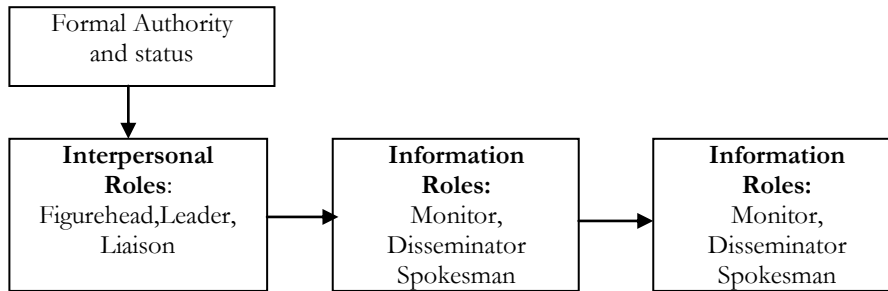 Formal Authority
and status
Interpersonal
Roles:
Figurehead,Leader,
Liaison
Information
Roles:
Monitor,
Disseminator
Spokesman
Information
Roles:
Monitor,
Disseminator
Spokesman